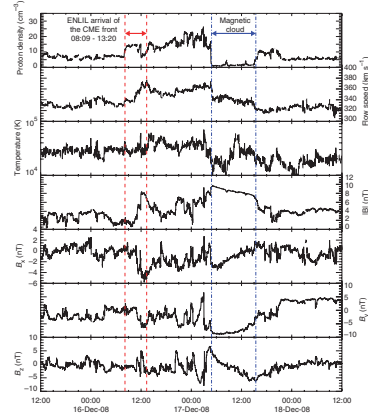 Proton density (cm⁻³)
30
20
10
0
ENLIL arrival of
the CME front
08:09 - 13:20
Magnetic
cloud
400
380
360
340
320
300
Flow speed (km s⁻¹)
Temperature (K)
10⁵
10⁴
12
10
8
6
4
2
0
|B| (nT)
Bₓ (nT)
4
2
0
−2
−4
−6
10
5
0
−5
−10
Bᵧ (nT)
B_z (nT)
10
5
0
−5
−10
12:00 00:00 12:00 00:00 12:00 00:00 12:00
16-Dec-08 17-Dec-08 18-Dec-08